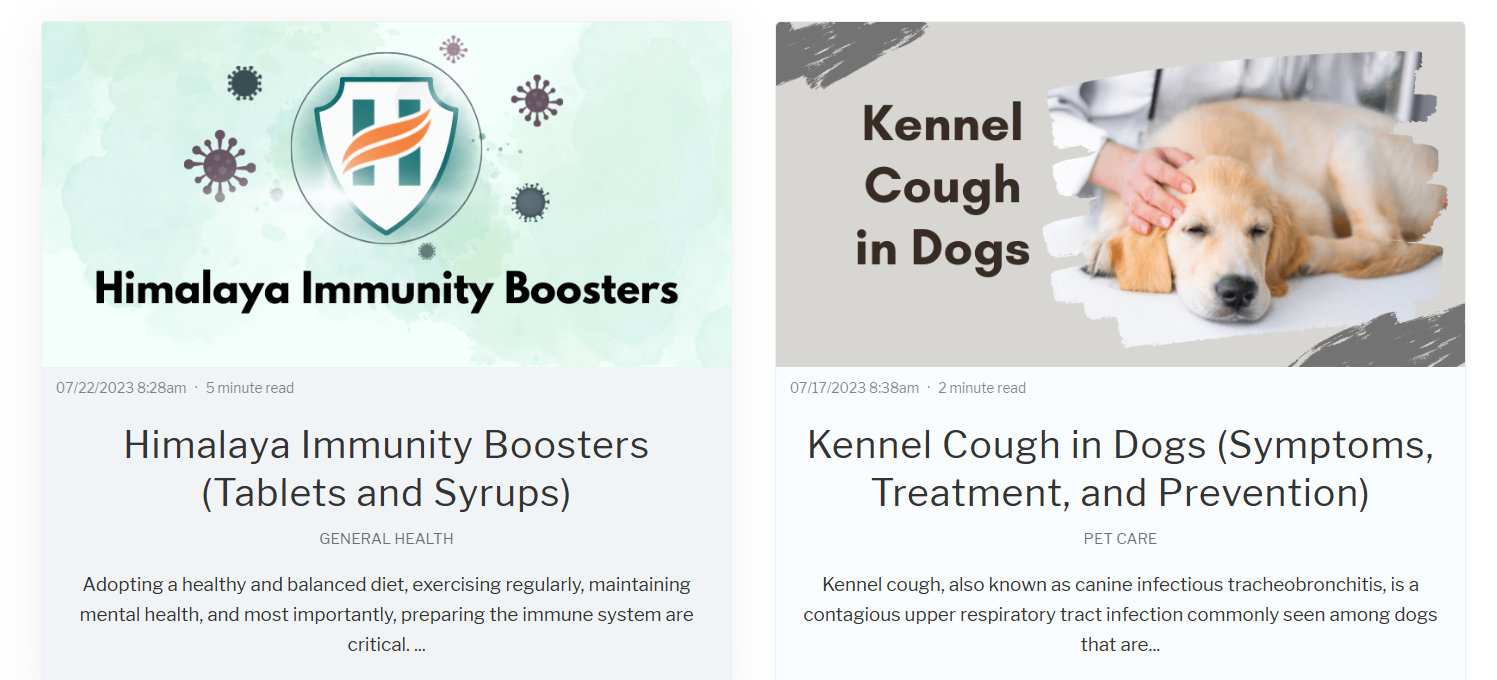 Himalaya Immunity Boosters
07/22/2023 8:28am · 5 minute read
Himalaya Immunity Boosters
(Tablets and Syrups)
GENERAL HEALTH
Adopting a healthy and balanced diet, exercising regularly, maintaining
mental health, and most importantly, preparing the immune system are
critical. ...
Kennel
Cough
in Dogs
07/17/2023 8:38am · 2 minute read
Kennel Cough in Dogs (Symptoms,
Treatment, and Prevention)
PET CARE
Kennel cough, also known as canine infectious tracheobronchitis, is a
contagious upper respiratory tract infection commonly seen among dogs
that are...